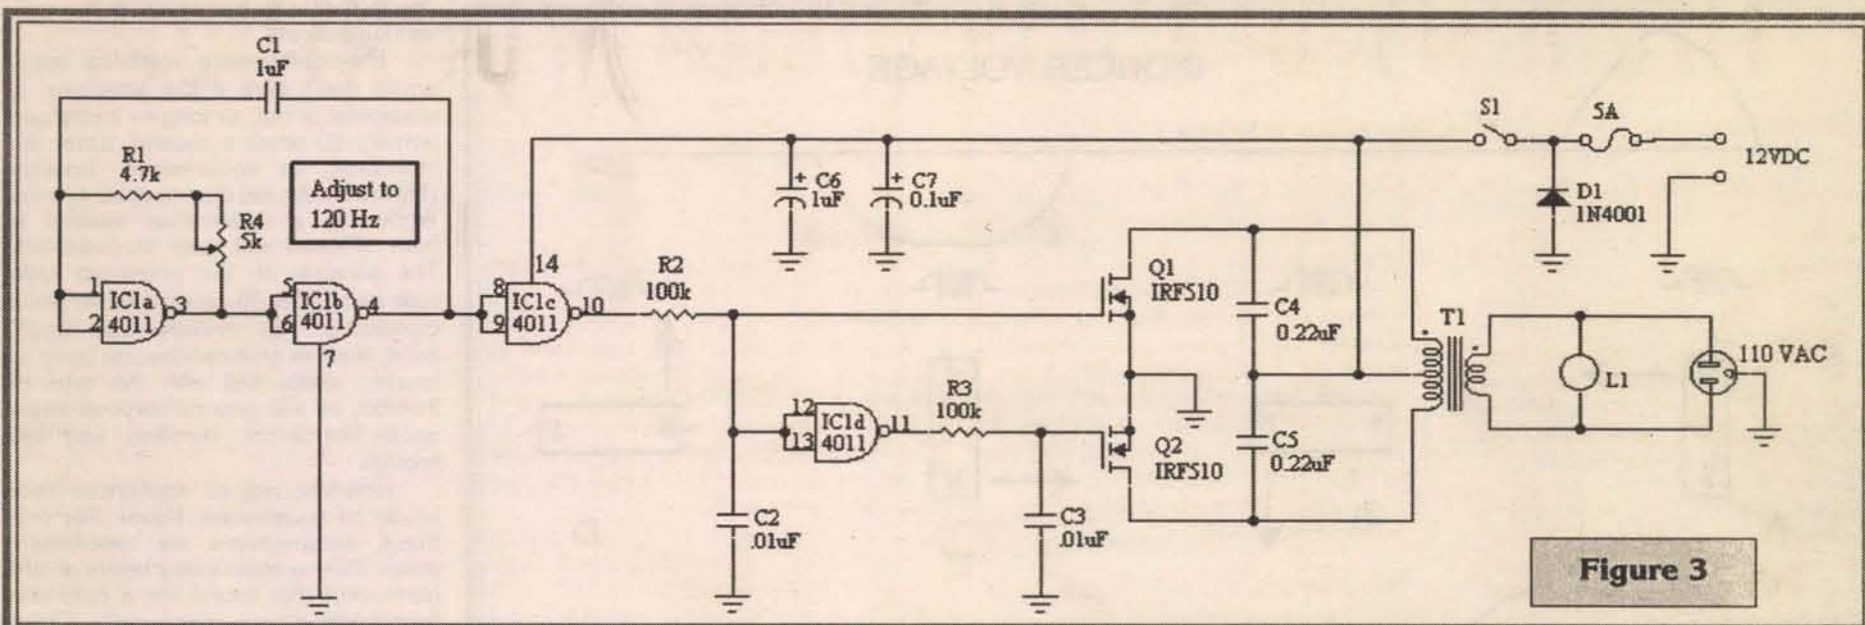 C1
1uF
R1
4.7k
Adjust to
120 Hz
R4
5k
1
2
IC1a
4011
3
5
6
IC1b
4011
4
7
14
8
9
IC1c
4011
10
R2
100k
C6
1uF
C7
0.1uF
+
+
12
13
IC1d
4011
11
R3
100k
C2
.01uF
C3
.01uF
Q1
IRF510
Q2
IRF510
C4
0.22uF
C5
0.22uF
S1
5A
12VDC
D1
1N4001
T1
L1
110 VAC
Figure 3